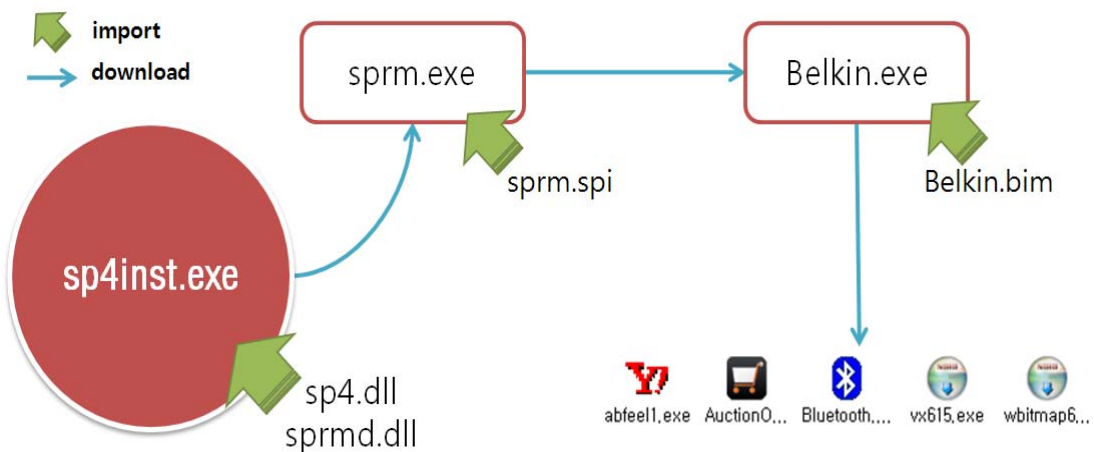 import
download
sprm.exe
Belkin.exe
sprm.spi
Belkin.bim
sp4inst.exe
sp4.dll
sprmd.dll
abfeel1,exe
AuctionO...
Bluetooth,...
vx615,exe
wbitmap6...